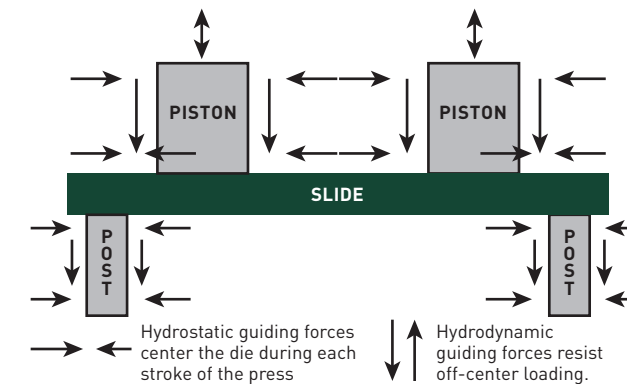 PISTON
PISTON
SLIDE
P
O
S
T
P
O
S
T
Hydrostatic guiding forces
center the die during each
stroke of the press
Hydrodynamic
guiding forces resist
off-center loading.